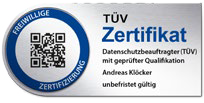 FREIWILLIGE
ZERTIFIZIERUNG
TÜV
Zertifikat
Datenschutzbeauftragter (TÜV)
mit geprüfter Qualifikation
Andreas Klöcker
unbefristet gültig